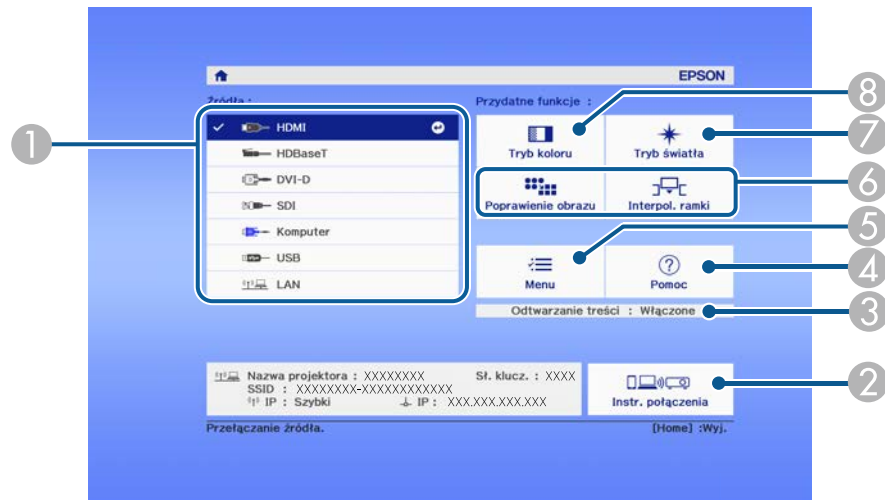 EPSON
Źródła :
HDMI
HDBaseT
DVI-D
SDI
Komputer
USB
LAN
Przydatne funkcje :
Tryb koloru
Tryb światła
Poprawienie obrazu
Interpol. ramki
Menu
Pomoc
Odtwarzanie treści : Włączone
Nazwa projektora : XXXXXXXX
Sł. klucz. : XXXX
SSID : XXXXXXXX-XXXXXXXXXXXX
IP : Szybki
IP : XXX.XXX.XXX.XXX
Instr. połączenia
Przełączanie źródła.
[Home] :Wyj.
1
8
7
6
5
4
3
2